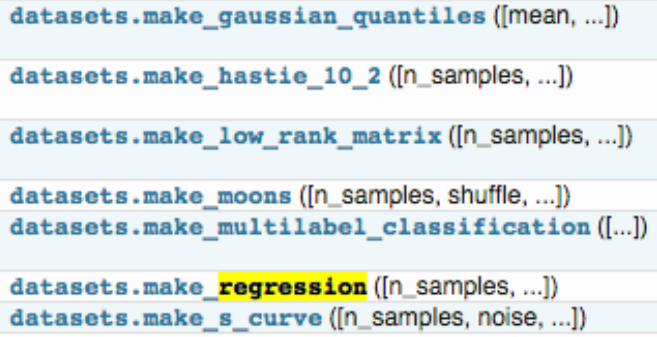 datasets.make_gaussian_quantiles ([mean, ...])
datasets.make_hastie_10_2 ([n_samples, ...])
datasets.make_low_rank_matrix ([n_samples, ...])
datasets.make_moons ([n_samples, shuffle, ...])
datasets.make_multilabel_classification ([...])
datasets.make_regression ([n_samples, ...])
datasets.make_s_curve ([n_samples, noise, ...])